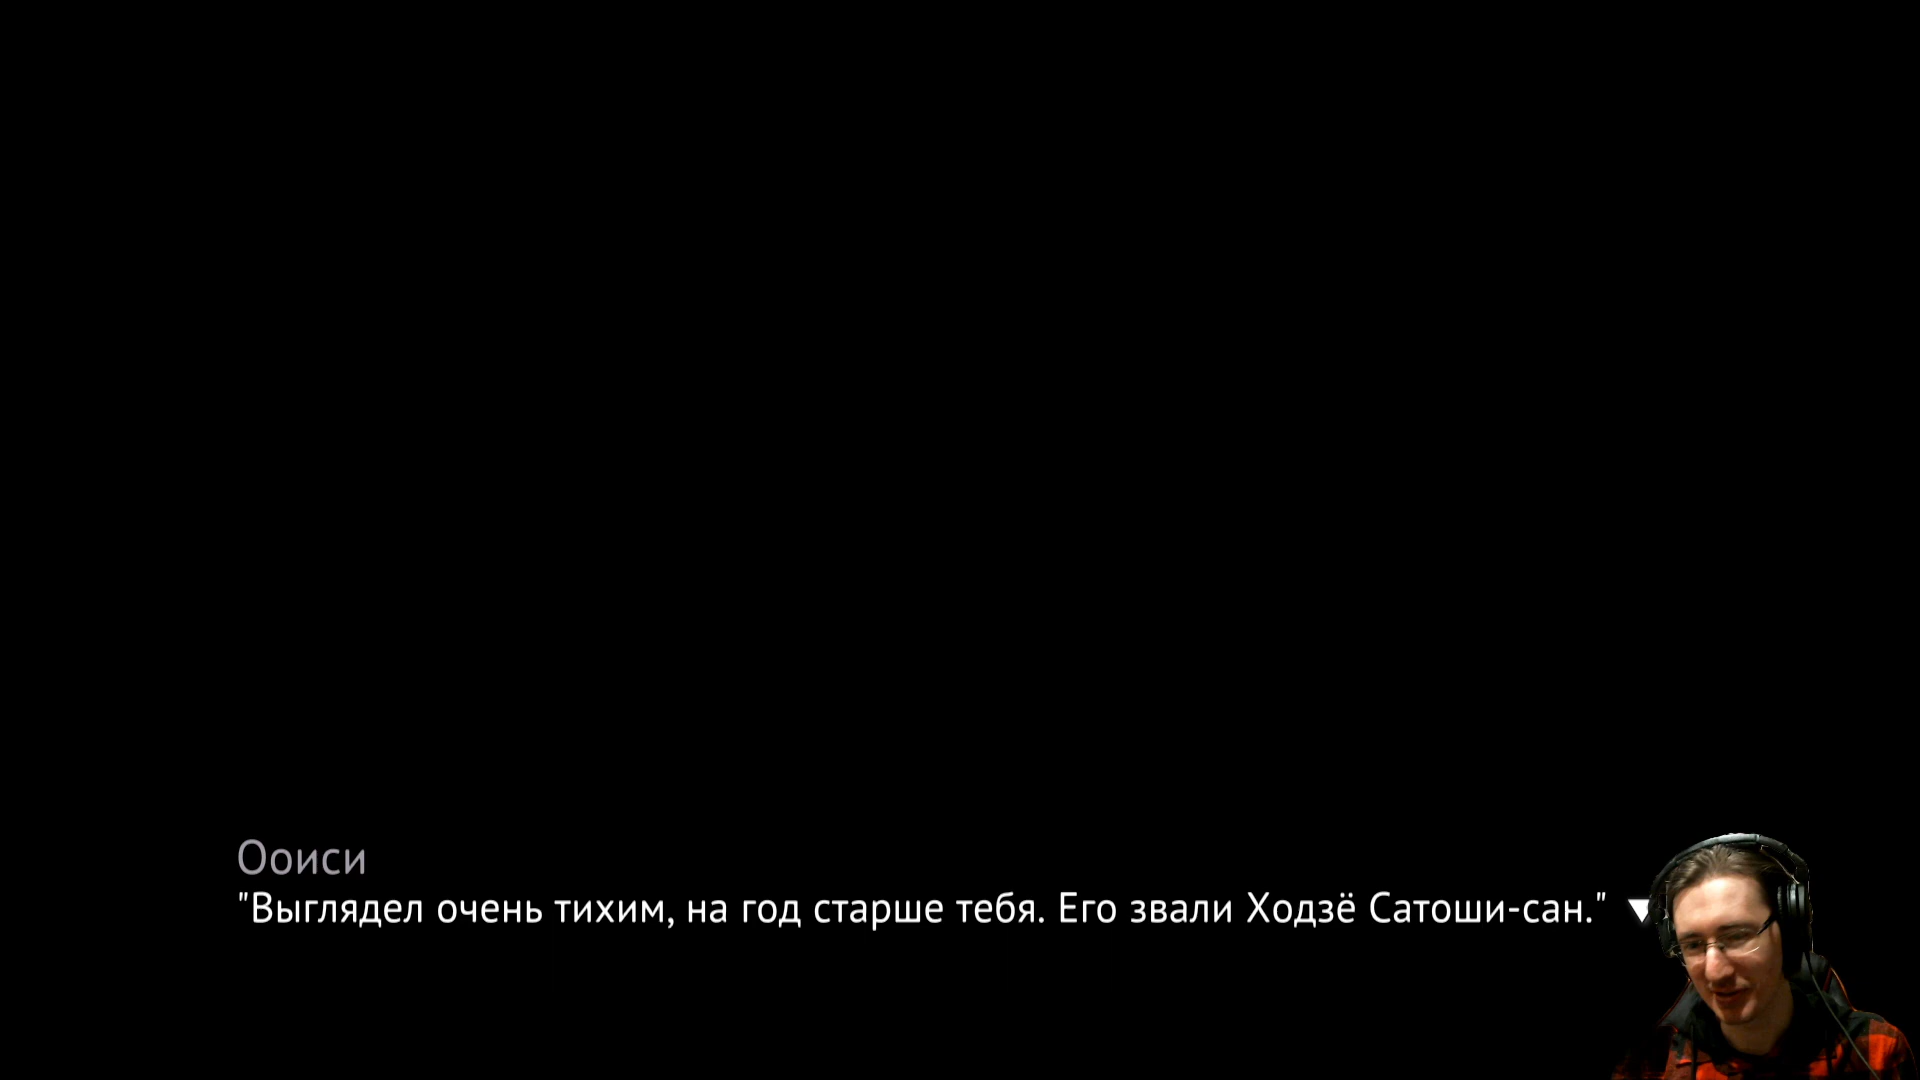 Ооиси
"Выглядел очень тихим, на год старше тебя. Его звали Ходзё Сатоши-сан."